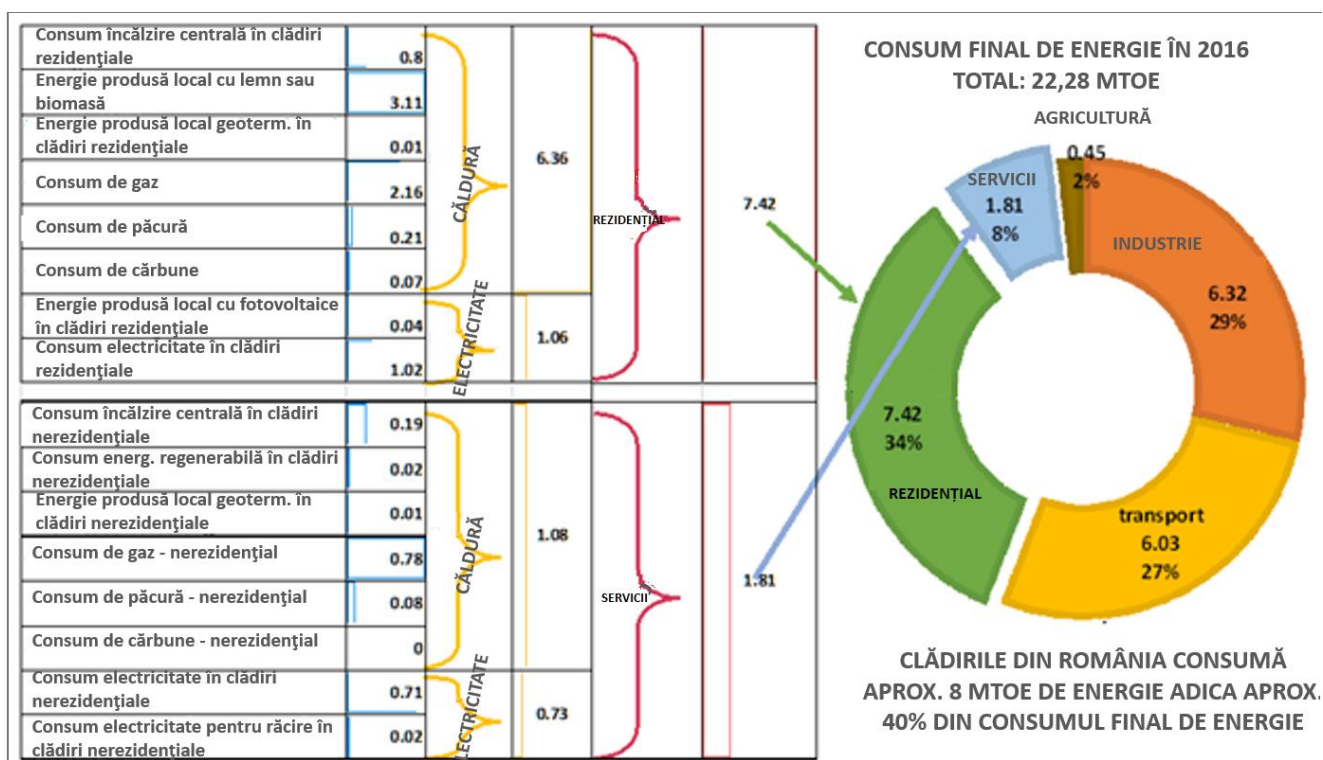 Consum încălzire centrală în clădiri
rezidenţiale
0.8
Energie produsă local cu lemn sau
biomasă
3.11
Energie produsă local geoterm. în
clădiri rezidenţiale
0.01
Consum de gaz
2.16
Consum de păcură
0.21
Consum de cărbune
0.07
Energie produsă local cu fotovoltaice
în clădiri rezidenţiale
0.04
Consum electricitate în clădiri
rezidenţiale
1.02
CĂLDURĂ
ELECTRICITATE
6.36
1.06
REZIDENȚIAL
7.42
Consum încălzire centrală în clădiri
nerezidenţiale
0.19
Consum energ. regenerabilă în clădiri
nerezidenţiale
0.02
Energie produsă local geoterm. în
clădiri nerezidenţiale
0.01
Consum de gaz - nerezidenţial
0.78
Consum de păcură - nerezidenţial
0.08
Consum de cărbune - nerezidenţial
0
Consum electricitate în clădiri
nerezidenţiale
0.71
Consum electricitate pentru răcire în
clădiri nerezidenţiale
0.02
CĂLDURĂ
ELECTRICITATE
1.08
0.73
SERVICII
1.81
CONSUM FINAL DE ENERGIE ÎN 2016
TOTAL: 22,28 MTOE
AGRICULTURĂ
0.45
2%
SERVICII
1.81
8%
INDUSTRIE
6.32
29%
7.42
34%
REZIDENȚIAL
transport
6.03
27%
CLĂDIRILE DIN ROMÂNIA CONSUMĂ
APROX. 8 MTOE DE ENERGIE ADICA APROX.
40% DIN CONSUMUL FINAL DE ENERGIE